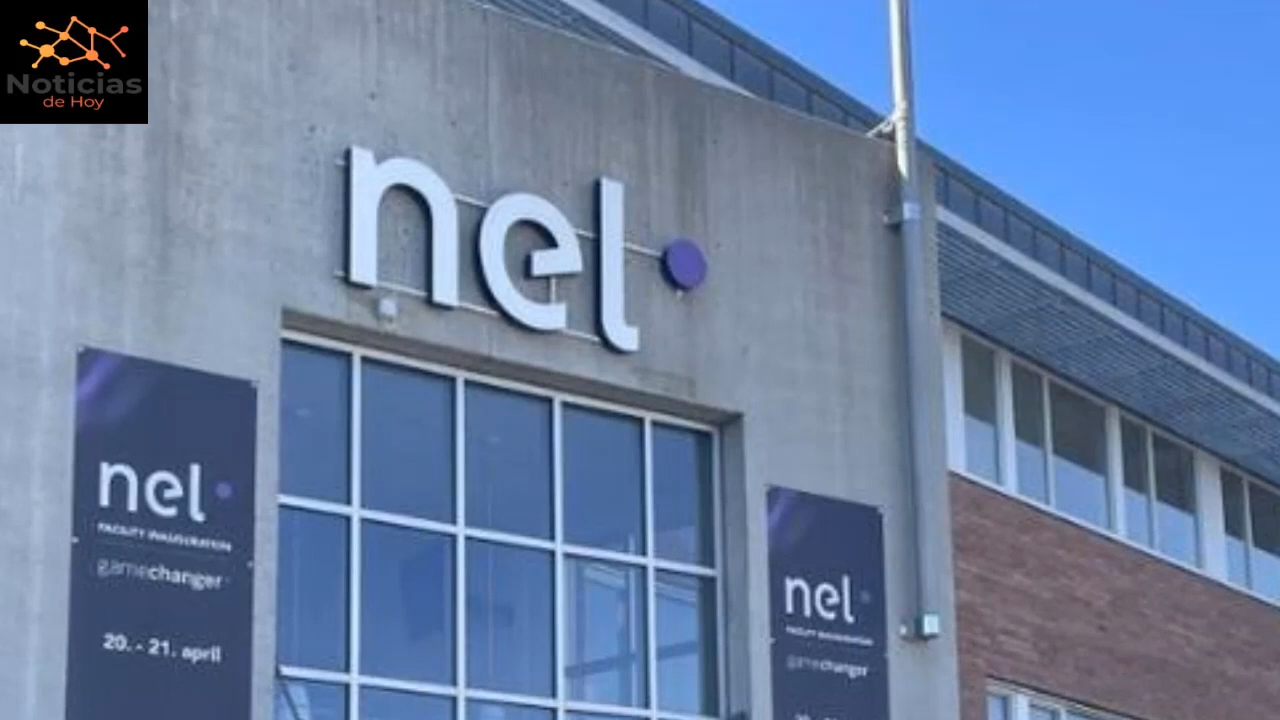 Noticias
de Hoy
nel
nel
FACILITY INAUGURATION
gamechanger
20. - 21. april
nel
FACILITY INAUGURATION
gamechanger